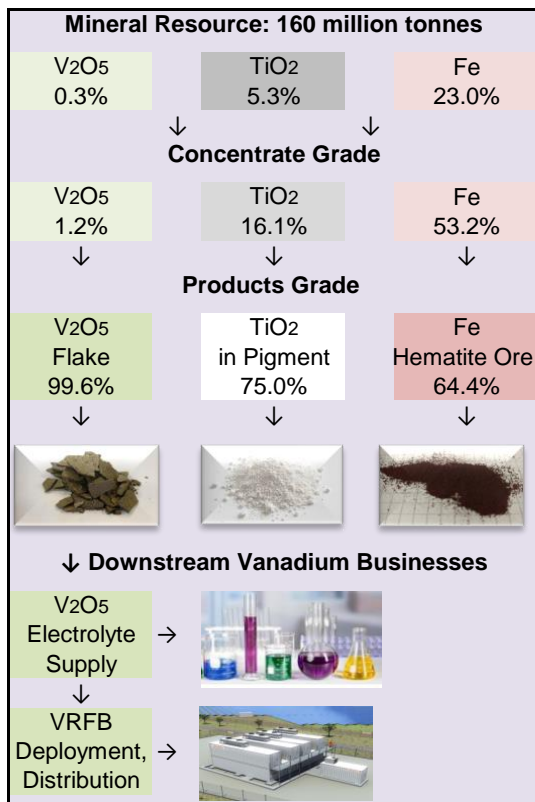 Mineral Resource: 160 million tonnes
V2O5 TiO2 Fe
0.3% 5.3% 23.0%
↓ ↓
Concentrate Grade
V2O5 TiO2 Fe
1.2% 16.1% 53.2%
↓ ↓ ↓
Products Grade
V2O5 TiO2 Fe
Flake in Pigment Hematite Ore
99.6% 75.0% 64.4%
↓ ↓ ↓
↓ Downstream Vanadium Businesses
V2O5
Electrolyte →
Supply
↓
VRFB
Deployment, →
Distribution